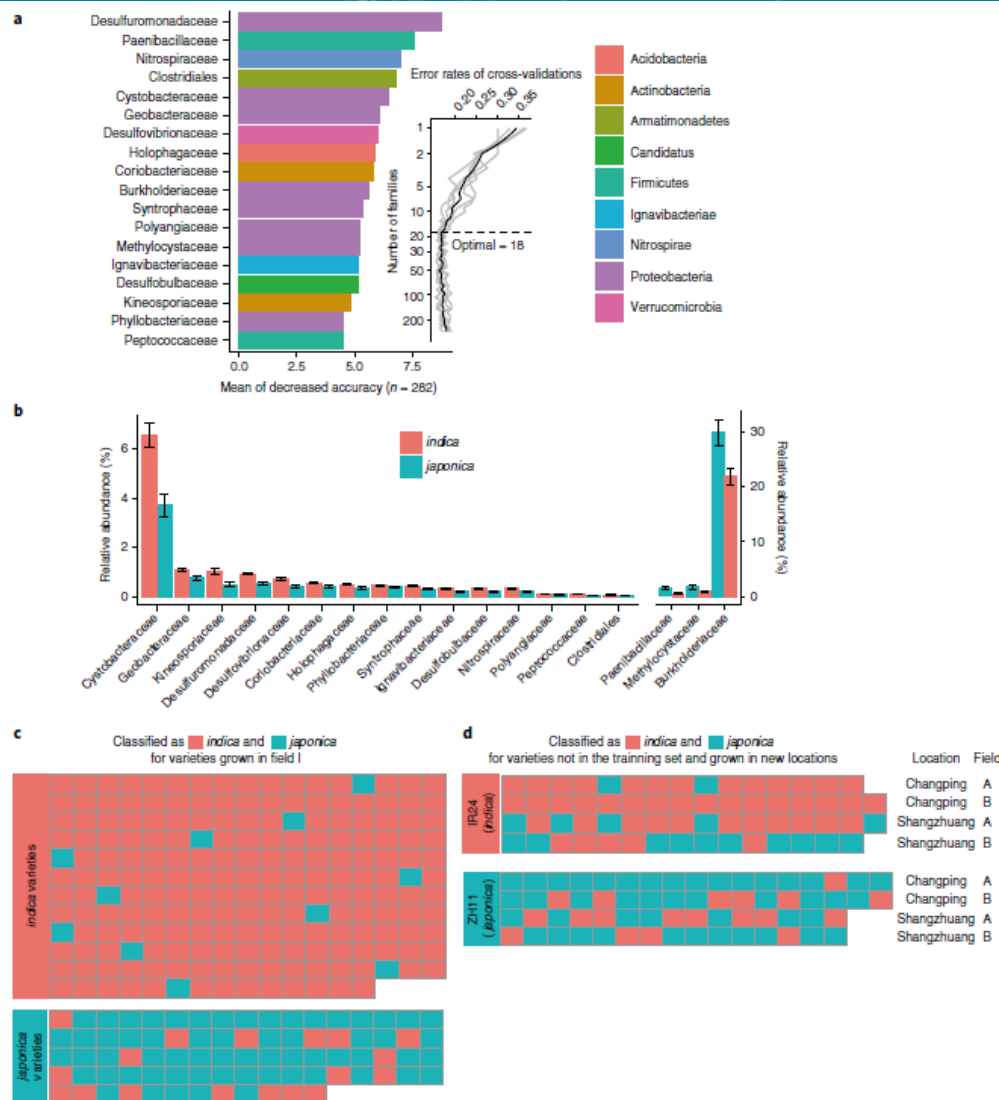 a
Desulfuromonadaceae
Paenibacillaceae
Nitrospiraceae
Clostridiales
Cystobacteraceae
Geobacteraceae
Desulfovibrionaceae
Holophagaceae
Coriobacteriaceae
Burkholderiaceae
Syntrophaceae
Polyangiaceae
Methylocystaceae
Ignavibacteriaceae
Desulfobulbaceae
Kineosporiaceae
Phyllobacteriaceae
Peptococcaceae
0.0 2.5 5.0 7.5
Mean of decreased accuracy (n = 282)
Error rates of cross-validations
0.20 0.25 0.30 0.35
Number of families
1
2
5
10
20
30
50
100
200
Optimal = 18
Acidobacteria
Actinobacteria
Armatimonadetes
Candidatus
Firmicutes
Ignavibacteriae
Nitrospirae
Proteobacteria
Verrucomicrobia
b
Relative abundance (%)
6
4
2
0
indica
japonica
30
20
10
0
Relative abundance (%)
Cystobacteraceae
Geobacteraceae
Kineosporiaceae
Desulfuromonadaceae
Desulfovibrionaceae
Coriobacteriaceae
Holophagaceae
Phyllobacteriaceae
Syntrophaceae
Ignavibacteriaceae
Desulfobulbaceae
Nitrospiraceae
Polyangiaceae
Peptococcaceae
Clostridiales
Paenibacillaceae
Methylocystaceae
Burkholderiaceae
c
Classified as indica and japonica
for varieties grown in field I
indica varieties
japonica
varieties
d
Classified as indica and japonica
for varieties not in the trainning set and grown in new locations
Location Field
IR24
(indica)
Changping A
Changping B
Shangzhuang A
Shangzhuang B
ZH11
(japonica)
Changping A
Changping B
Shangzhuang A
Shangzhuang B